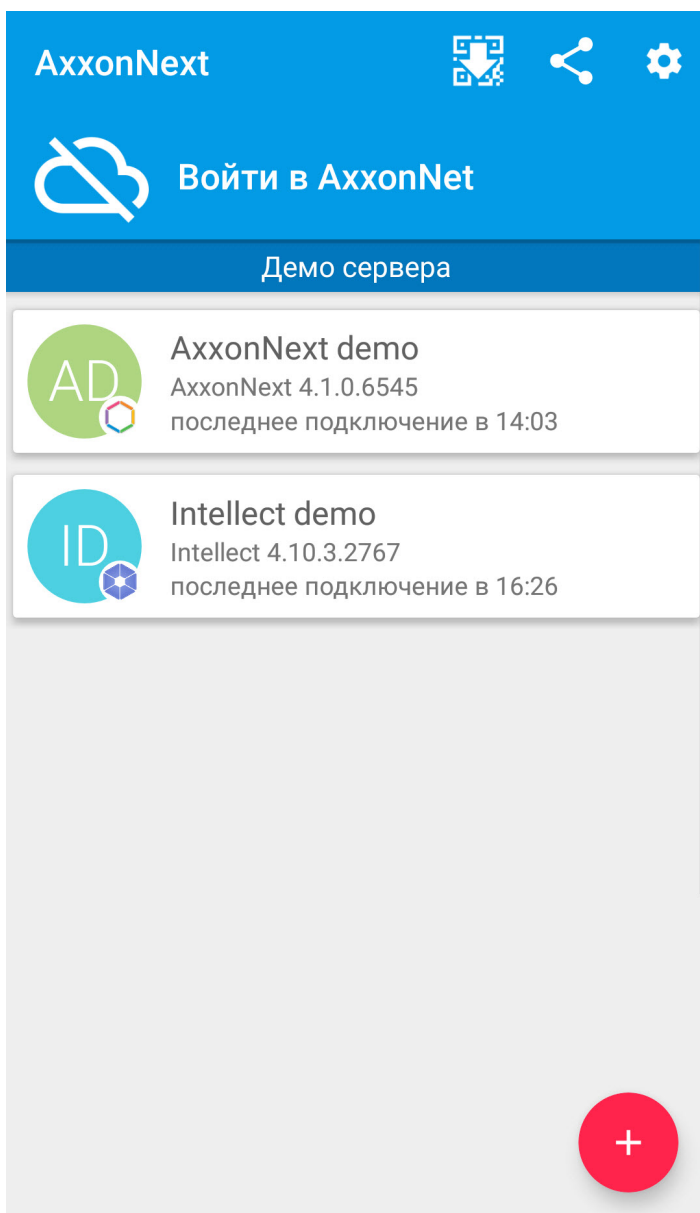 AxxonNext
Войти в AxxonNet
Демо сервера
AD
AxxonNext demo
AxxonNext 4.1.0.6545
последнее подключение в 14:03
ID
Intellect demo
Intellect 4.10.3.2767
последнее подключение в 16:26
+